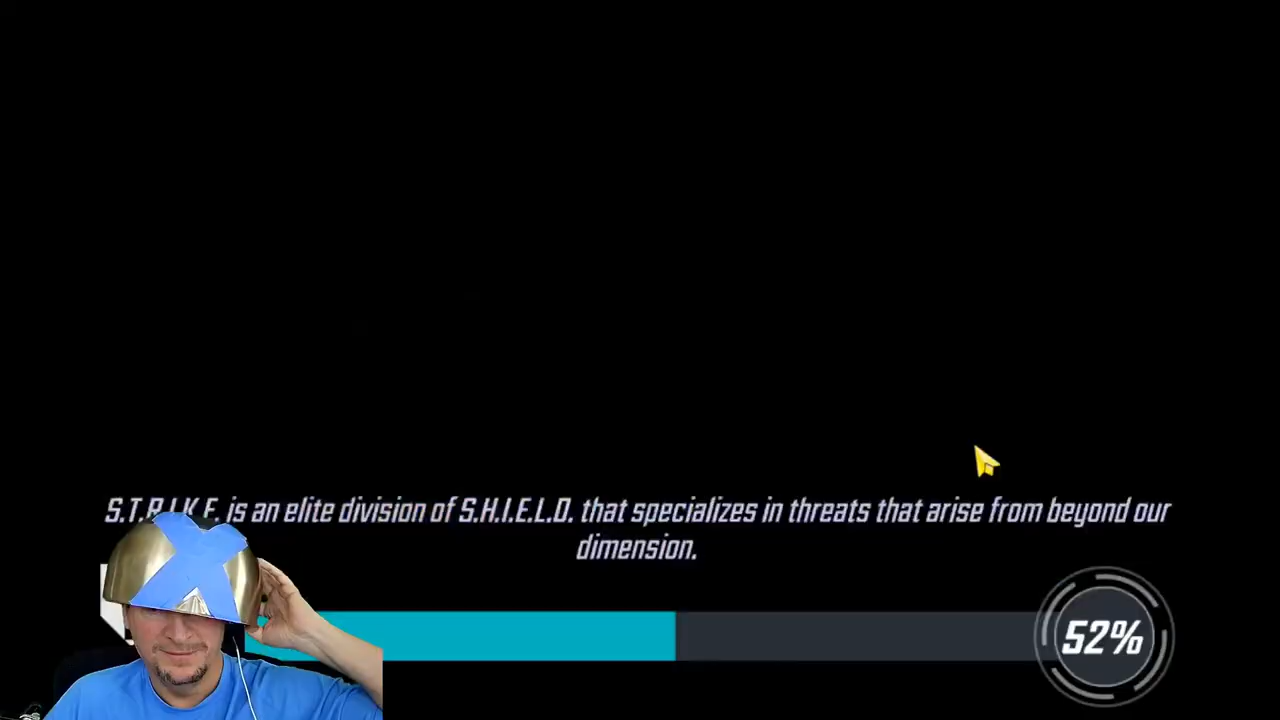 S.T.R.I.K.E. is an elite division of S.H.I.E.L.D. that specializes in threats that arise from beyond our
dimension.
52%